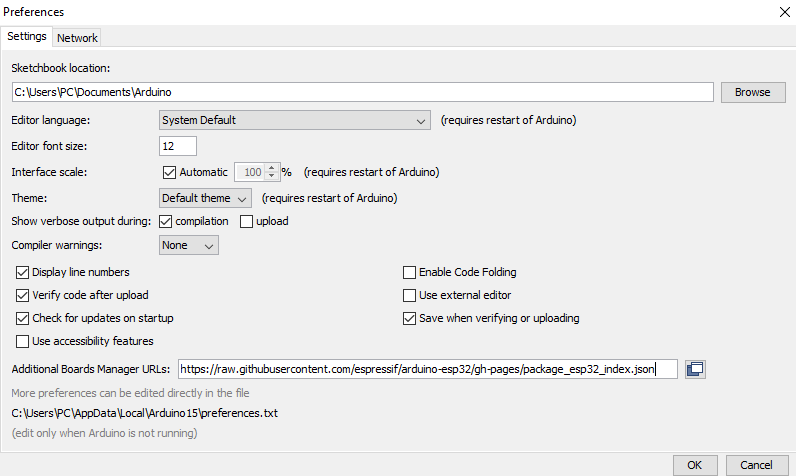 Preferences
Settings Network
Sketchbook location:
C:\Users\PC\Documents\Arduino Browse
Editor language: System Default (requires restart of Arduino)
Editor font size: 12
Interface scale: Automatic 100 % (requires restart of Arduino)
Theme: Default theme (requires restart of Arduino)
Show verbose output during: compilation upload
Compiler warnings: None
Display line numbers Enable Code Folding
Verify code after upload Use external editor
Check for updates on startup Save when verifying or uploading
Use accessibility features
Additional Boards Manager URLs: https://raw.githubusercontent.com/espressif/arduino-esp32/gh-pages/package_esp32_index.json
More preferences can be edited directly in the file
C:\Users\PC\AppData\Local\Arduino15\preferences.txt
(edit only when Arduino is not running)
OK Cancel